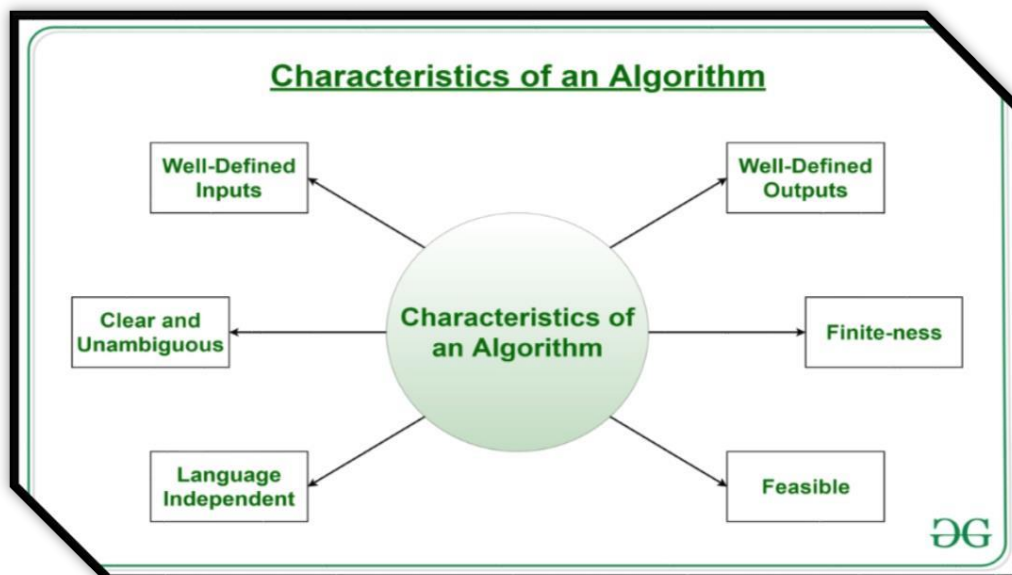 Characteristics of an Algorithm
Well-Defined
Inputs
Well-Defined
Outputs
Clear and
Unambiguous
Characteristics of
an Algorithm
Finite-ness
Language
Independent
Feasible